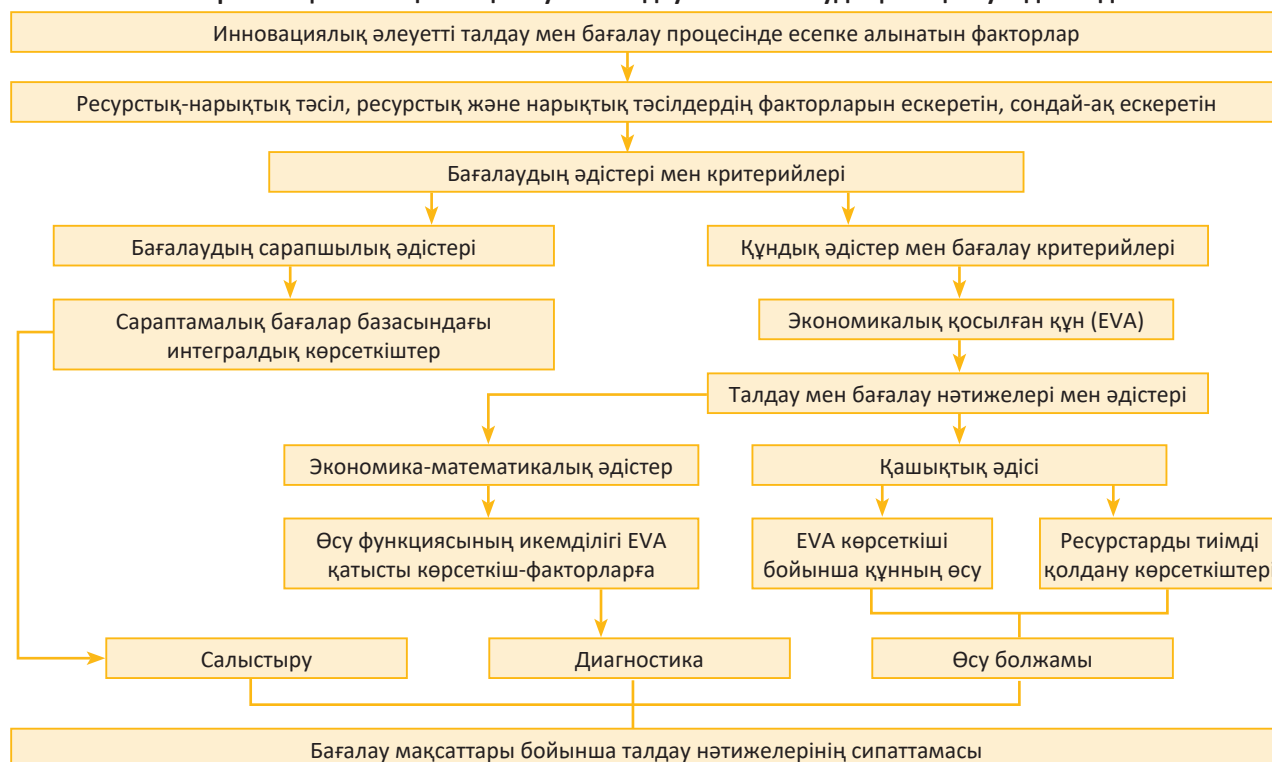 Инновациялық әлеуетті талдау мен бағалау процесінде есепке алынатын факторлар
Ресурстық-нарықтық тәсіл, ресурстық және нарықтық тәсілдердің факторларын ескеретін, сондай-ақ ескеретін
Бағалаудың әдістері мен критерийлері
Бағалаудың сарапшылық әдістері
Құндық әдістер мен бағалау критерийлері
Сараптамалық бағалар базасындағы
интегралдық көрсеткіштер
Экономикалық қосылған құн (EVA)
Талдау мен бағалау нәтижелері мен әдістері
Экономика-математикалық әдістер
Қашықтық әдісі
Өсу функциясының икемділігі EVA
қатысты көрсеткіш-факторларға
EVA көрсеткіші
бойынша құнның өсу
Ресурстарды тиімді
қолдану көрсеткіштері
Салыстыру
Диагностика
Өсу болжамы
Бағалау мақсаттары бойынша талдау нәтижелерінің сипаттамасы